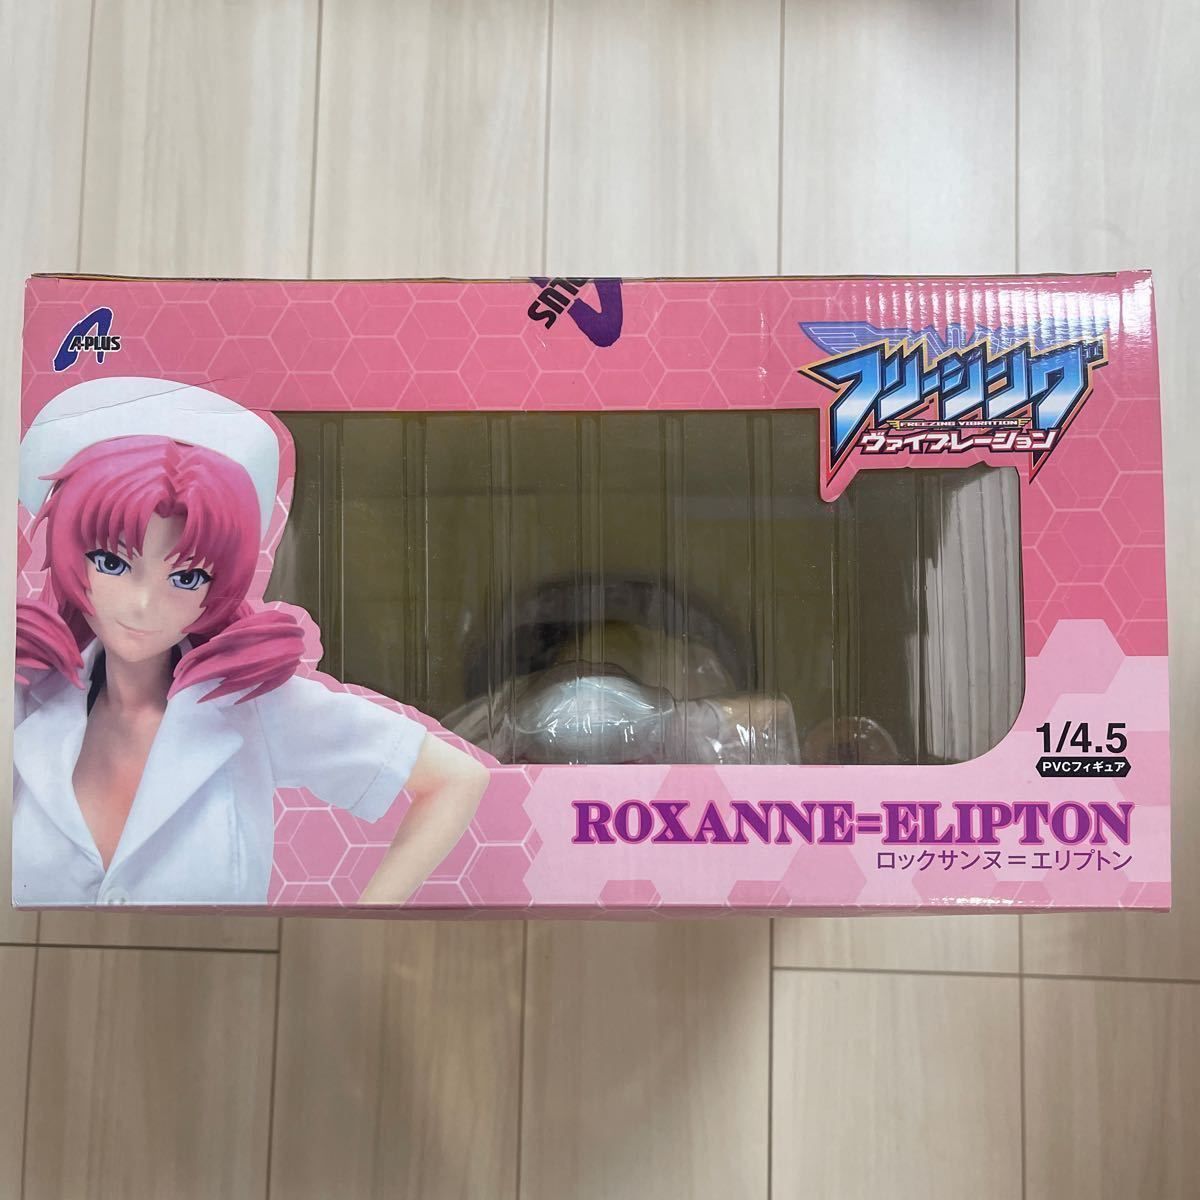 A-PLUS
PLUS
フリージング
FREEZING VIBRATION
ヴァイブレーション
1/4.5
PVCフィギュア
ROXANNE=ELIPTON
ロックサンヌ=エリプトン